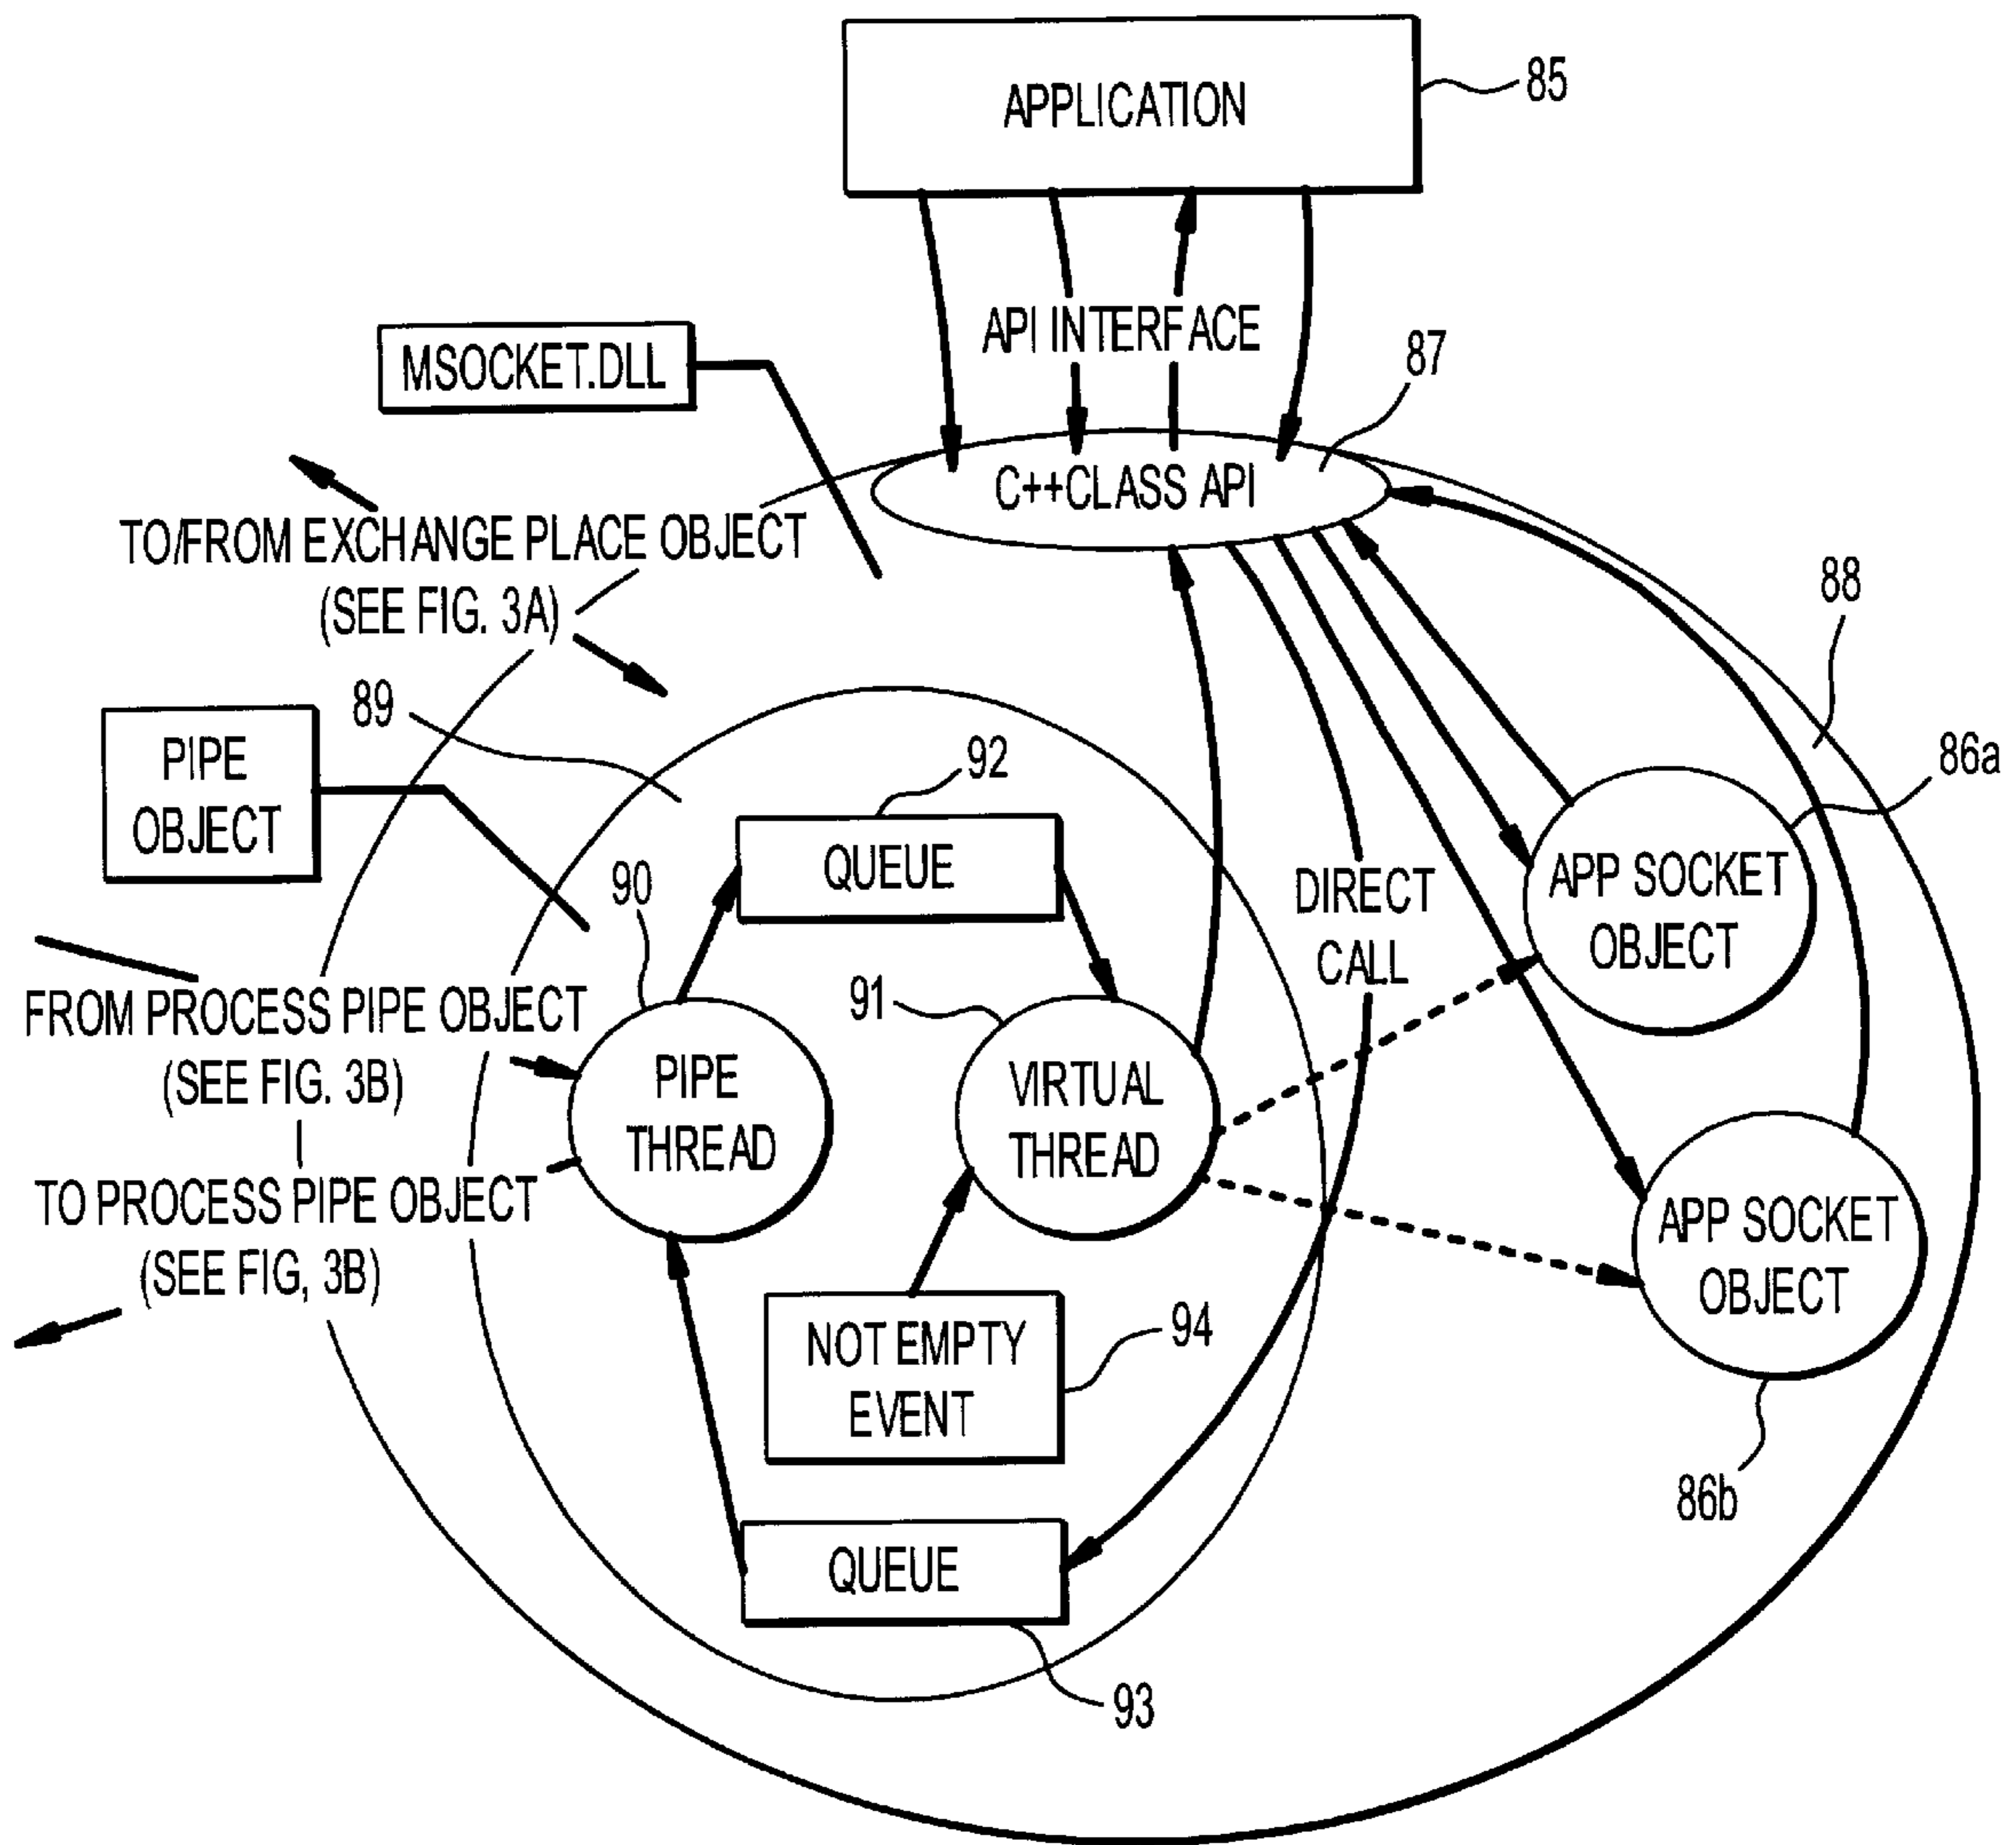 APPLICATION
85
API INTERFACE
MSOCKET.DLL
87
C++CLASS API
TO/FROM EXCHANGE PLACE OBJECT
(SEE FIG. 3A)
88
89
PIPE
OBJECT
92
86a
QUEUE
90
DIRECT
CALL
APP SOCKET
OBJECT
91
FROM PROCESS PIPE OBJECT
(SEE FIG. 3B)
PIPE
THREAD
VIRTUAL
THREAD
TO PROCESS PIPE OBJECT
(SEE FIG, 3B)
APP SOCKET
OBJECT
NOT EMPTY
EVENT
94
86b
QUEUE
93